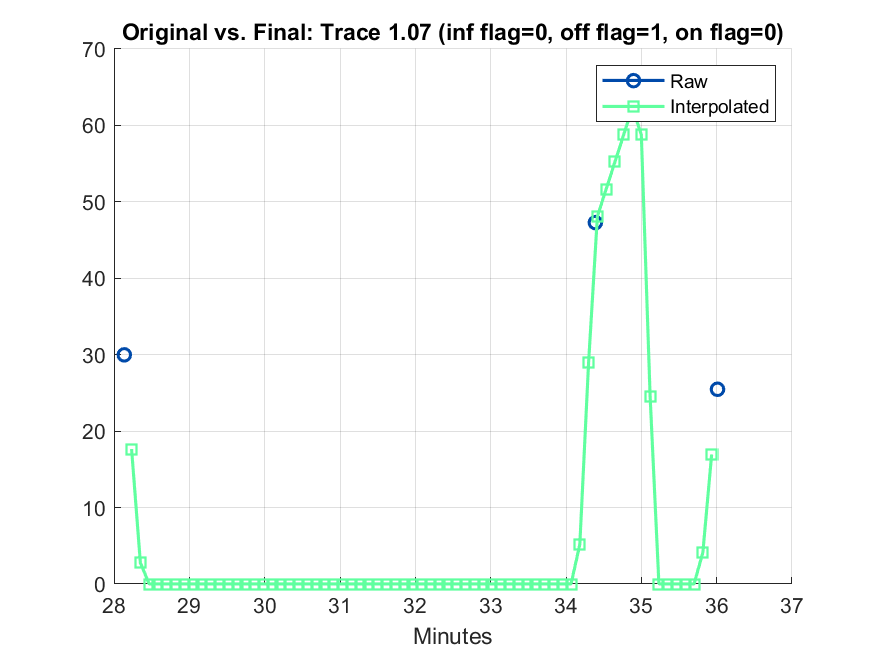 Original vs. Final: Trace 1.07 (inf flag=0, off flag=1, on flag=0)
70
60
50
40
30
20
10
0
Raw
Interpolated
28 29 30 31 32 33 34 35 36 37
Minutes